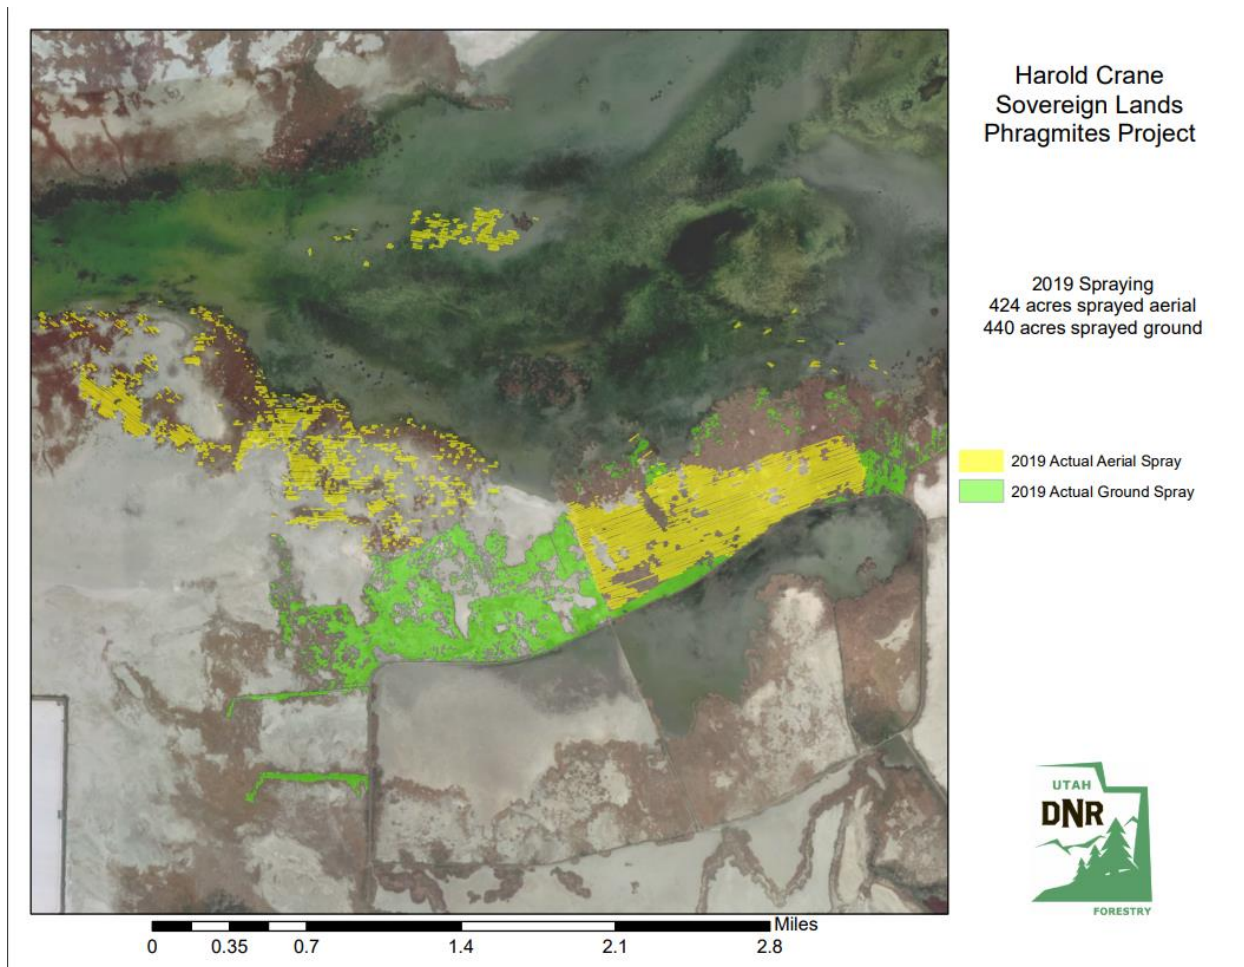 Harold Crane
Sovereign Lands
Phragmites Project
2019 Spraying
424 acres sprayed aerial
440 acres sprayed ground
2019 Actual Aerial Spray
2019 Actual Ground Spray
UTAH
DNR
FORESTRY
Miles
0 0.35 0.7 1.4 2.1 2.8